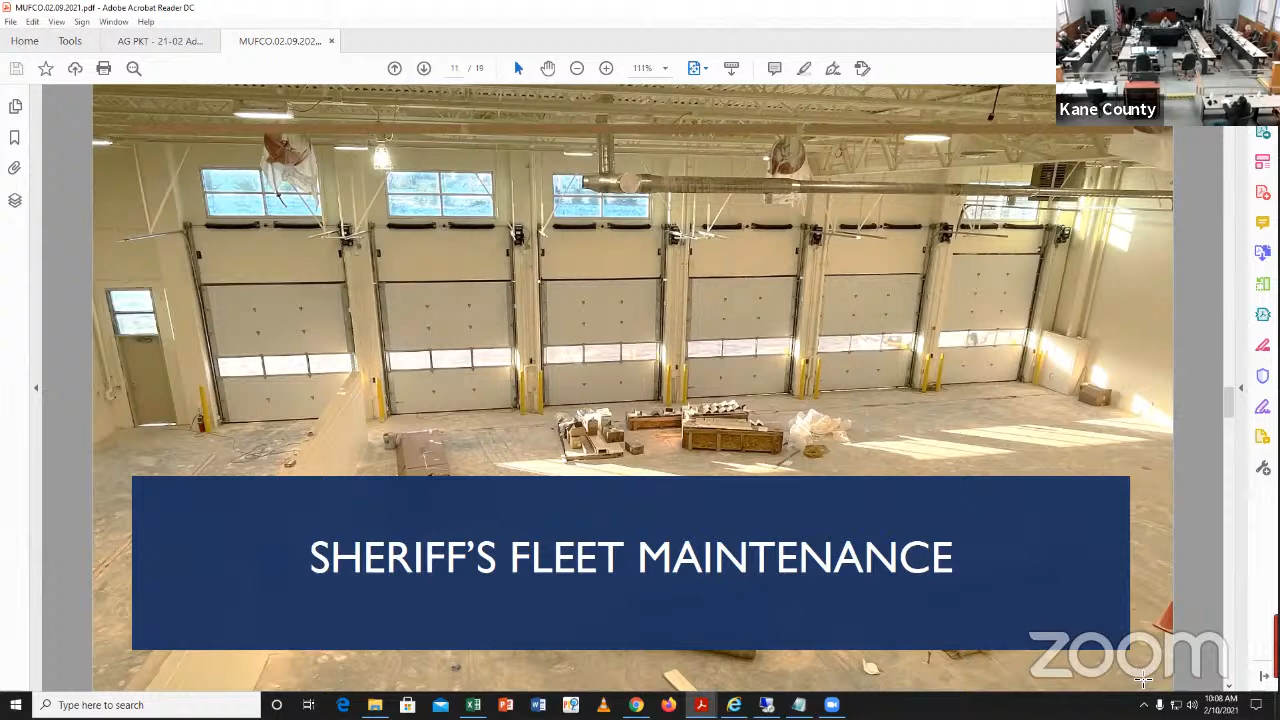 MUFCO.02.09.2021.pdf - Adobe Acrobat Reader DC
File Edit View Sign Window Help
Home Tools AG PKT - 21-02 Ad... MUFCO.02.09.202... ×
11 19 111%
Kane County
SHERIFF'S FLEET MAINTENANCE
zoom
Type here to search
10:08 AM
2/10/2021